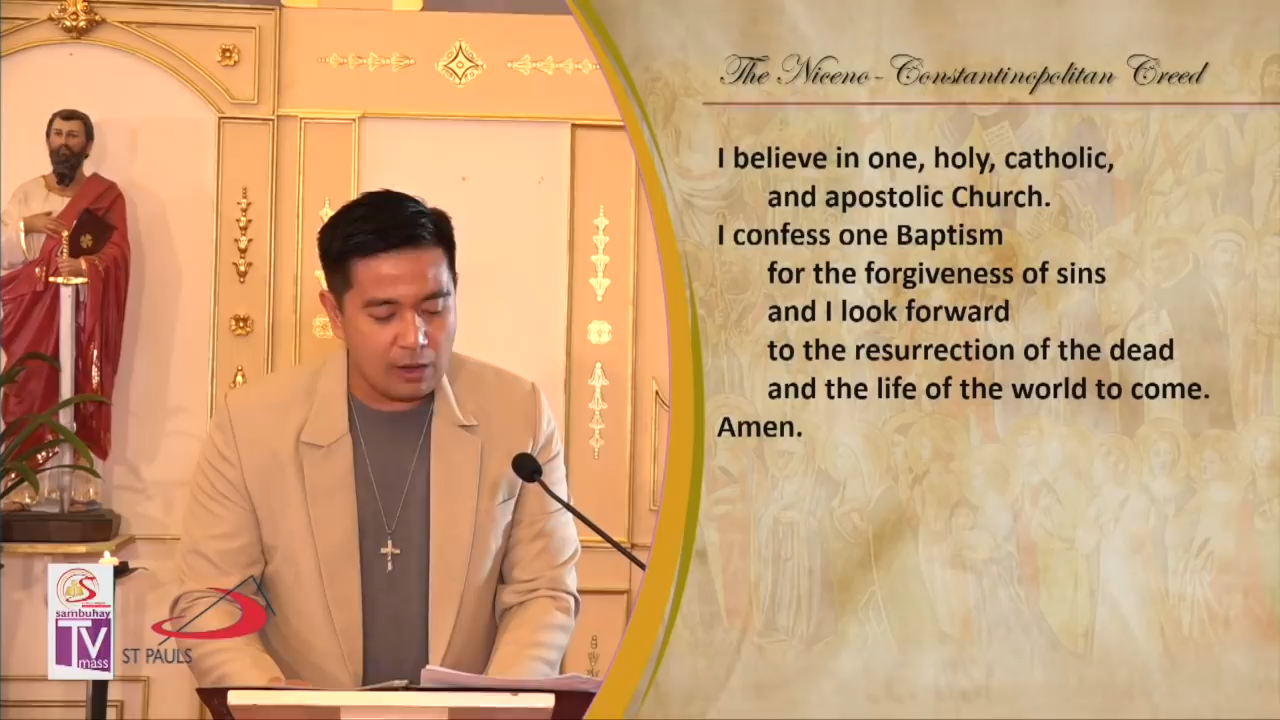 The Niceno-Constantinopolitan Creed
I believe in one, holy, catholic,
and apostolic Church.
I confess one Baptism
for the forgiveness of sins
and I look forward
to the resurrection of the dead
and the life of the world to come.
Amen.
sambuhay
TV
mass
ST PAULS